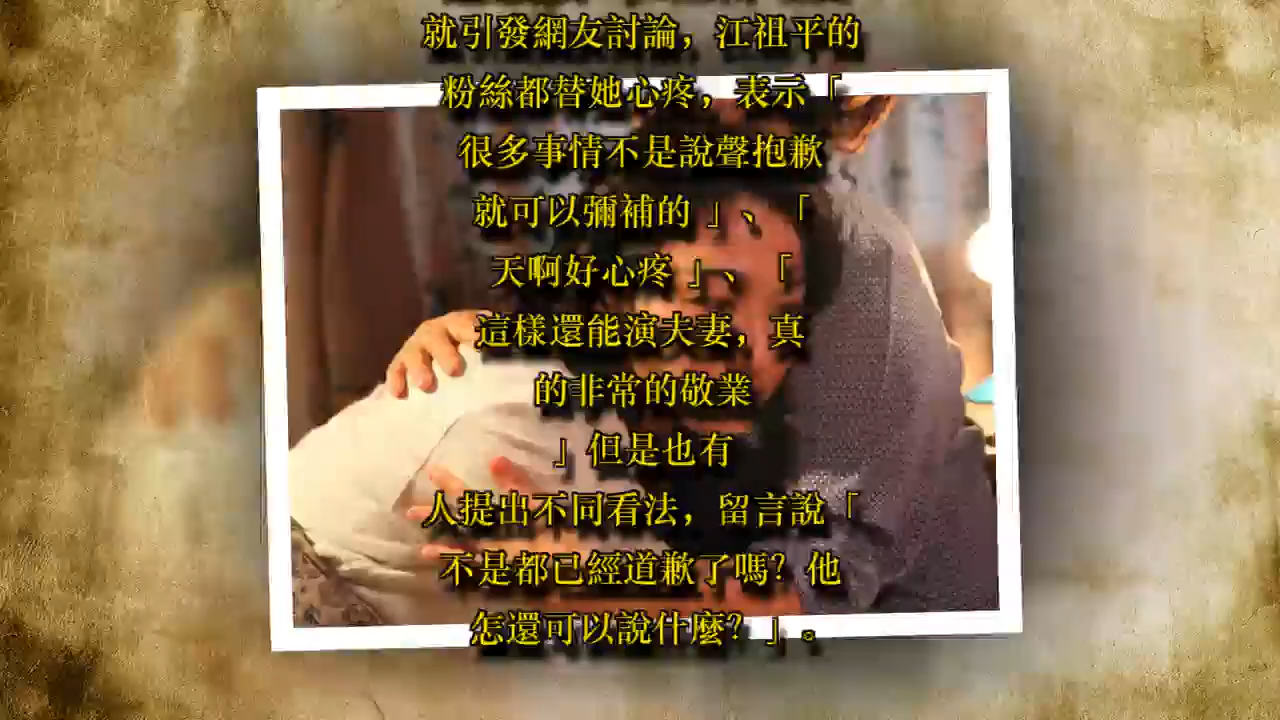 就引發網友討論，江祖平的
粉絲都替她心疼，表示「
很多事情不是說聲抱歉
就可以彌補的 」、「
天啊好心疼 」、「
這樣還能演夫妻，真
的非常的敬業
」但是也有
人提出不同看法，留言說「
不是都已經道歉了嗎？他
怎還可以說什麼？」。